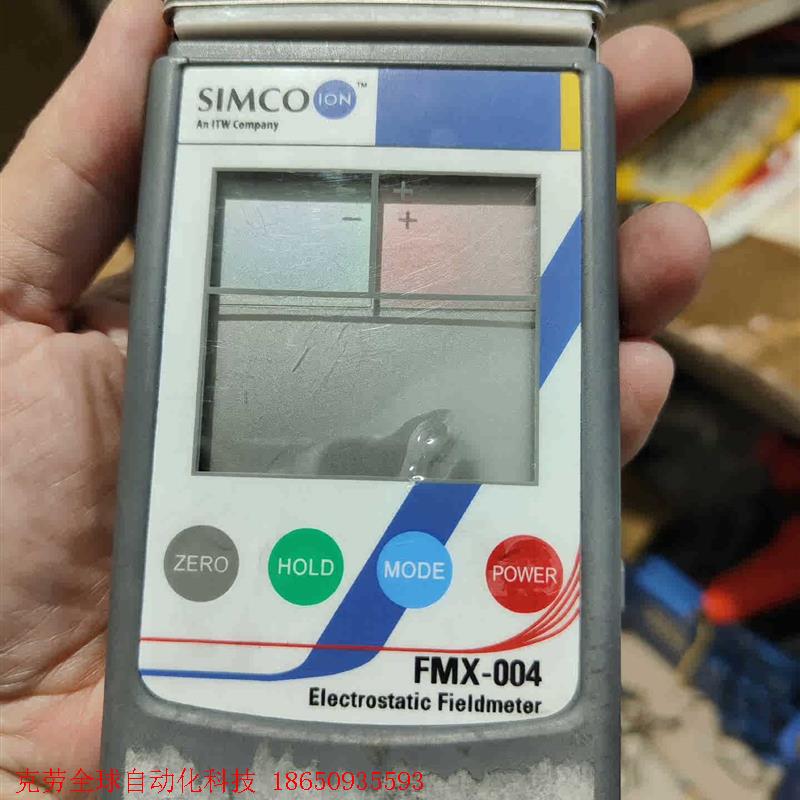 SIMCO ION™
An ITW Company
+
− +
ZERO HOLD MODE POWER
FMX-004
Electrostatic Fieldmeter
克劳全球自动化科技 18650935593